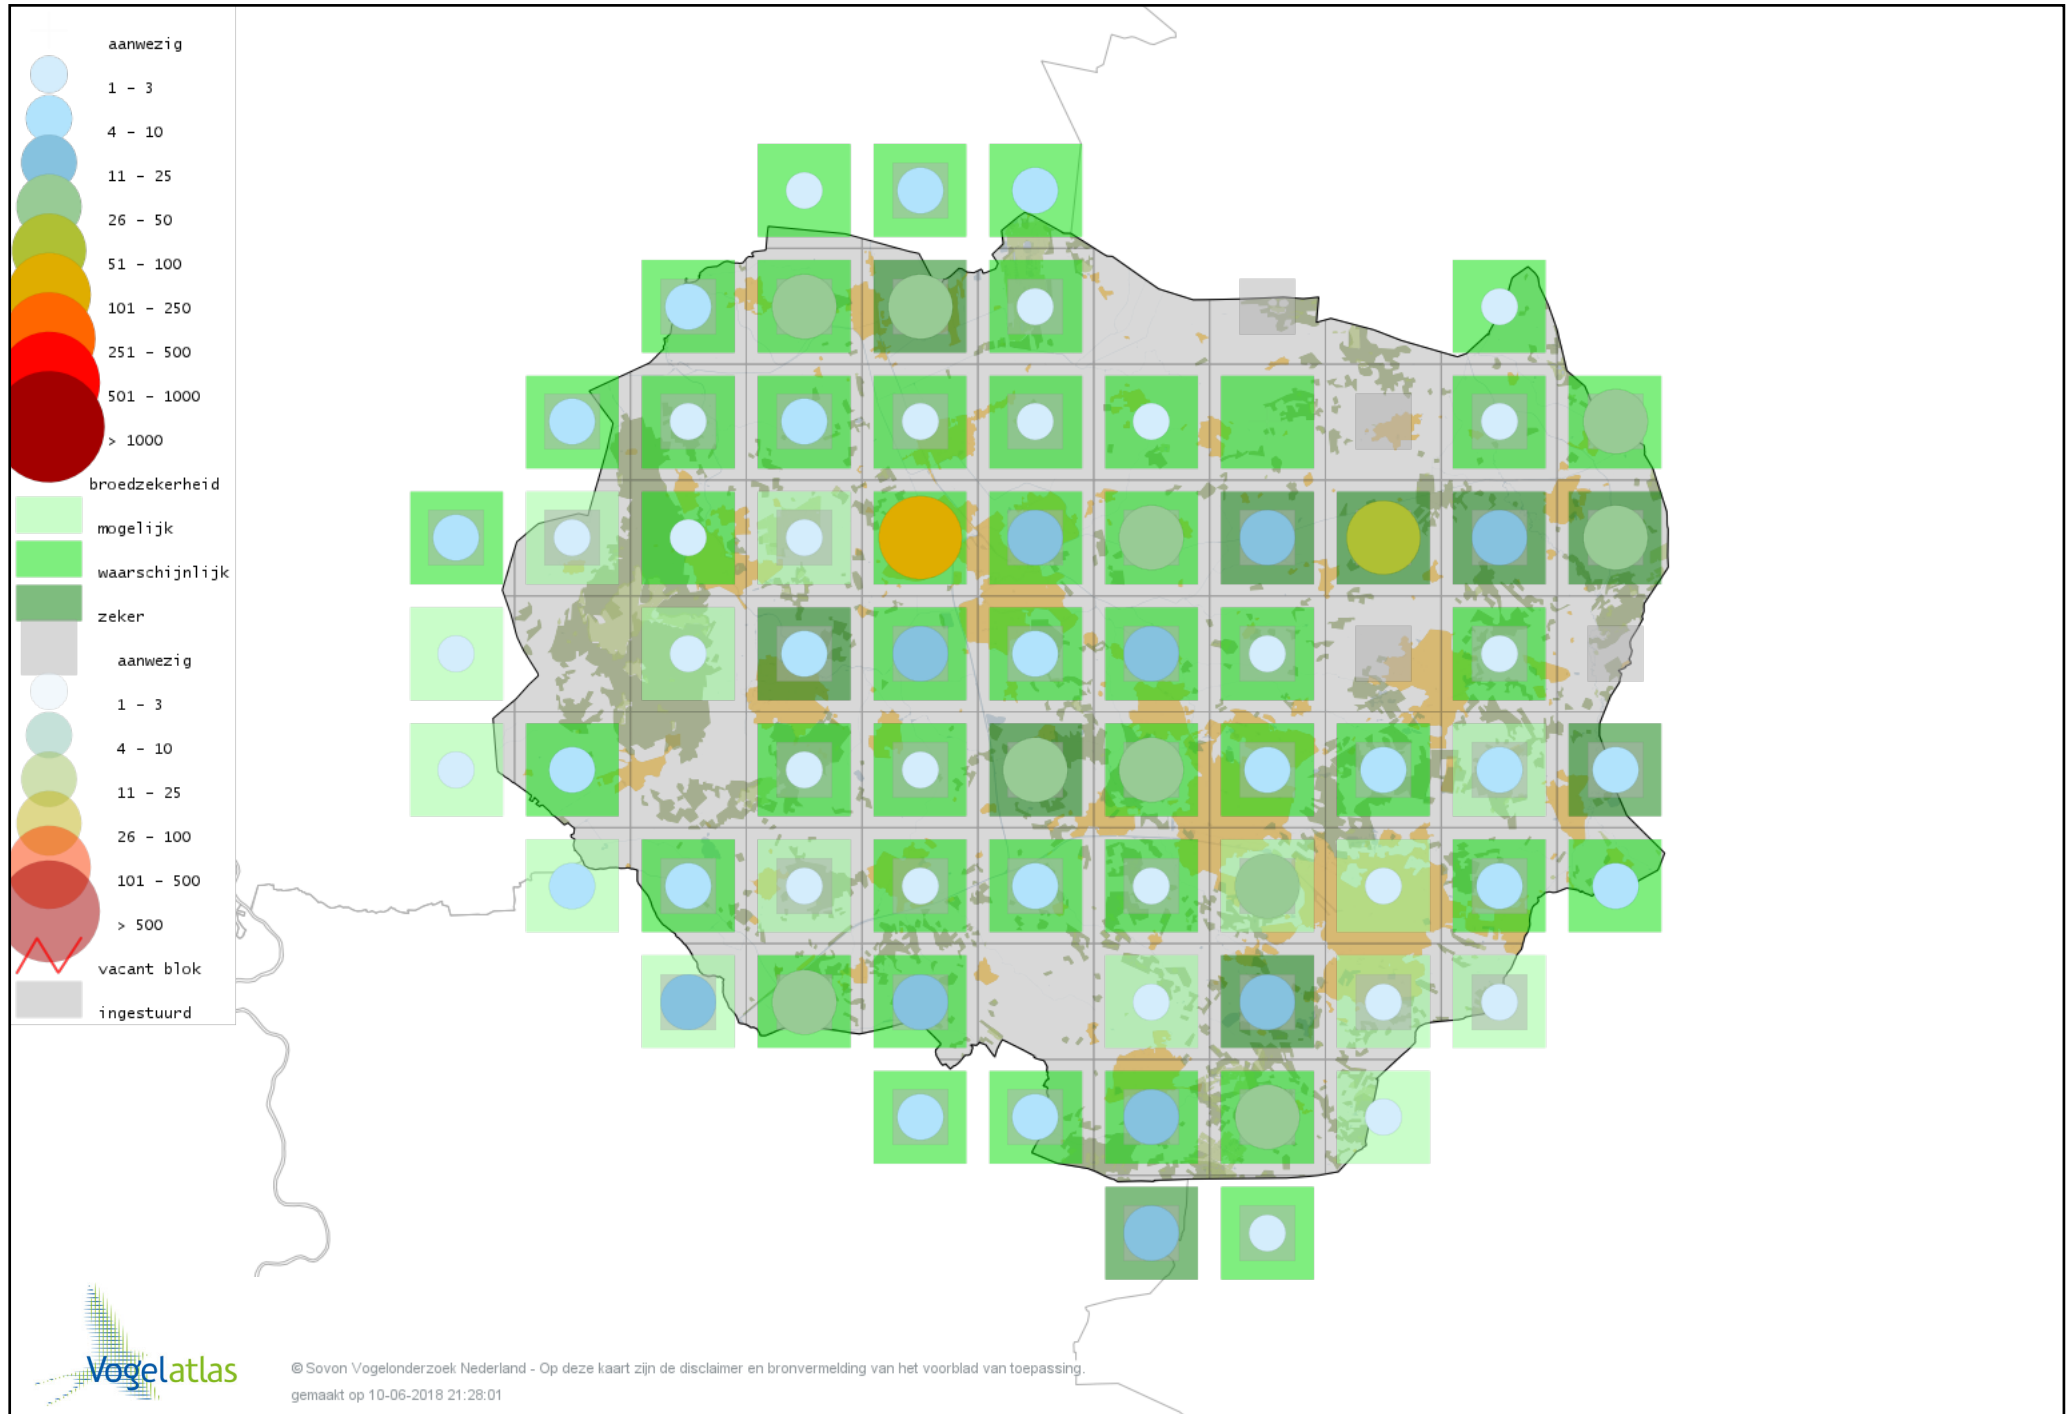 aanwezig
1 - 3
4 - 10
11 - 25
26 - 50
51 - 100
101 - 250
251 - 500
501 - 1000
> 1000
broedzekerheid
mogelijk
waarschijnlijk
zeker
aanwezig
1 - 3
4 - 10
11 - 25
26 - 100
101 - 500
> 500
vacant blok
ingestuurd
Vogelatlas
© Sovon Vogelonderzoek Nederland - Op deze kaart zijn de disclaimer en bronvermelding van het voorblad van toepassing.
gemaakt op 10-06-2018 21:28:01